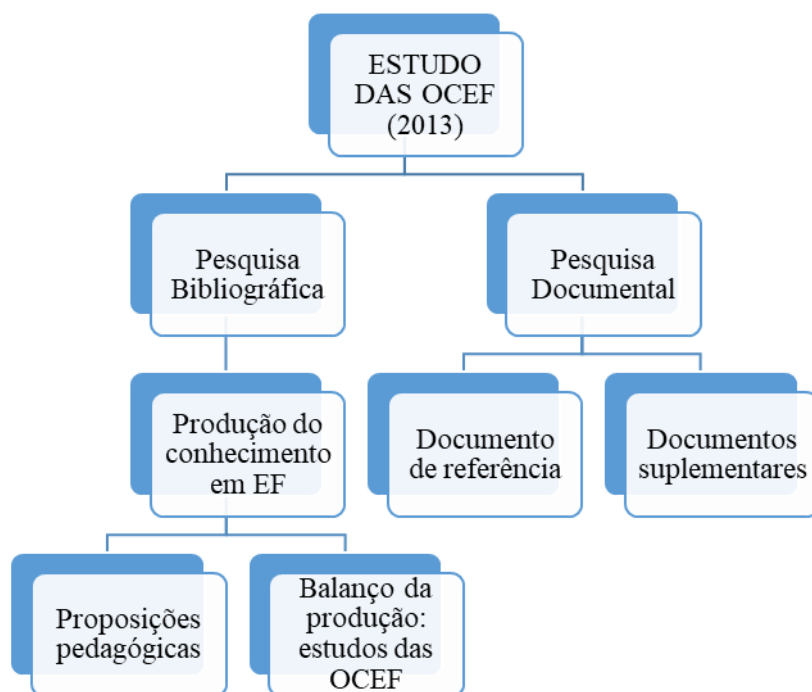 ESTUDO
DAS OCEF
(2013)
Pesquisa
Bibliográfica
Pesquisa
Documental
Produção do
conhecimento
em EF
Documento
de referência
Documentos
suplementares
Proposições
pedagógicas
Balanço da
produção:
estudos das
OCEF